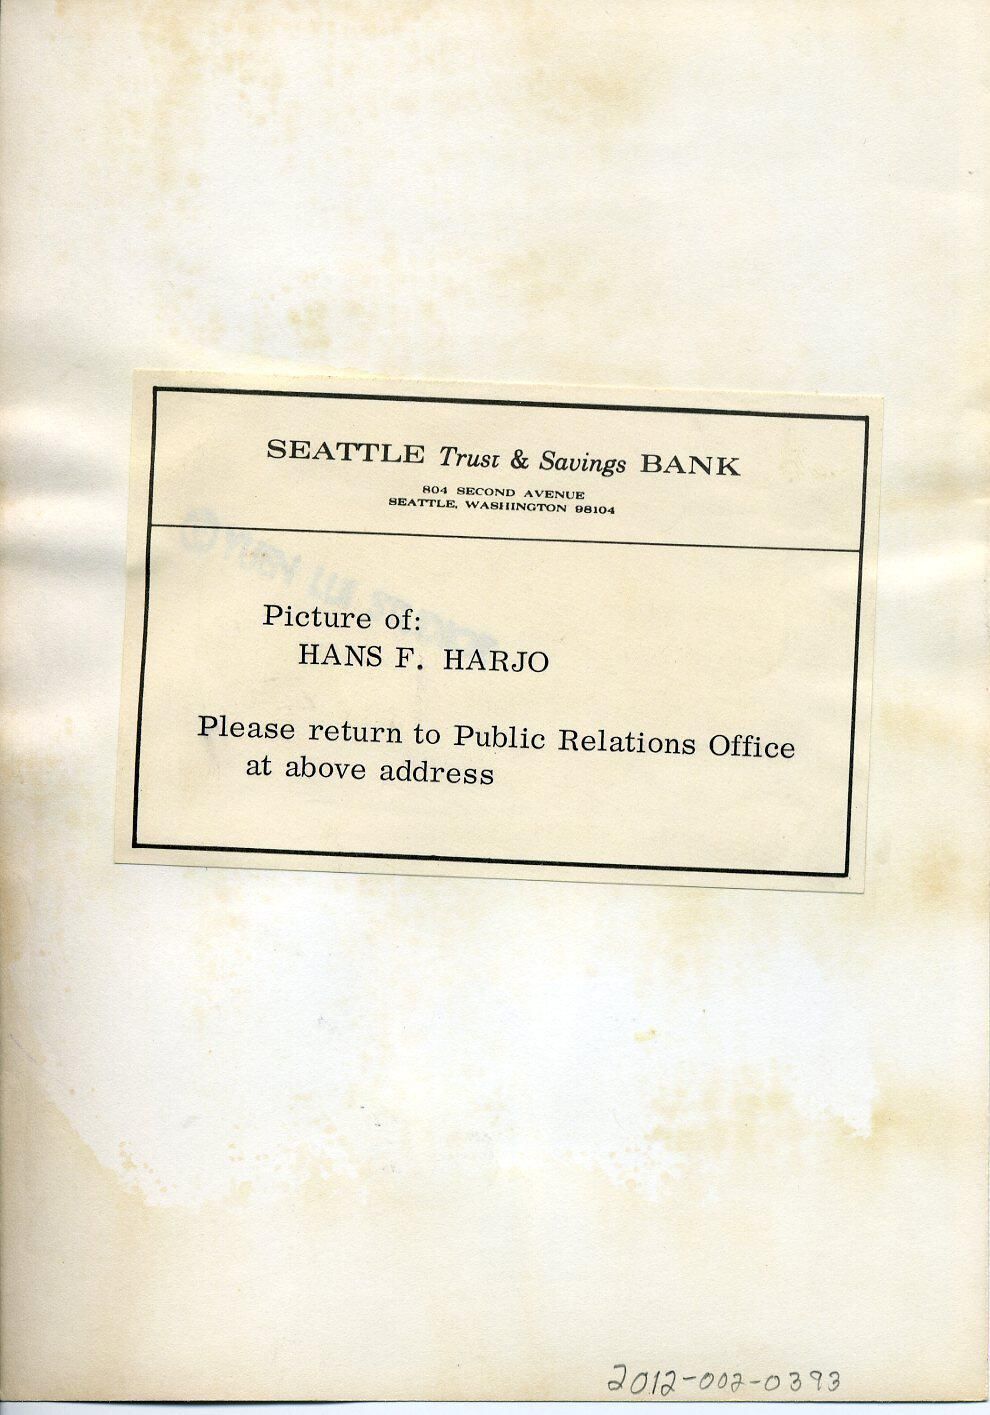 SEATTLE Trust & Savings BANK
804 SECOND AVENUE
SEATTLE, WASHINGTON 98104
Picture of:
HANS F. HARJO
Please return to Public Relations Office
at above address
2012-002-0393